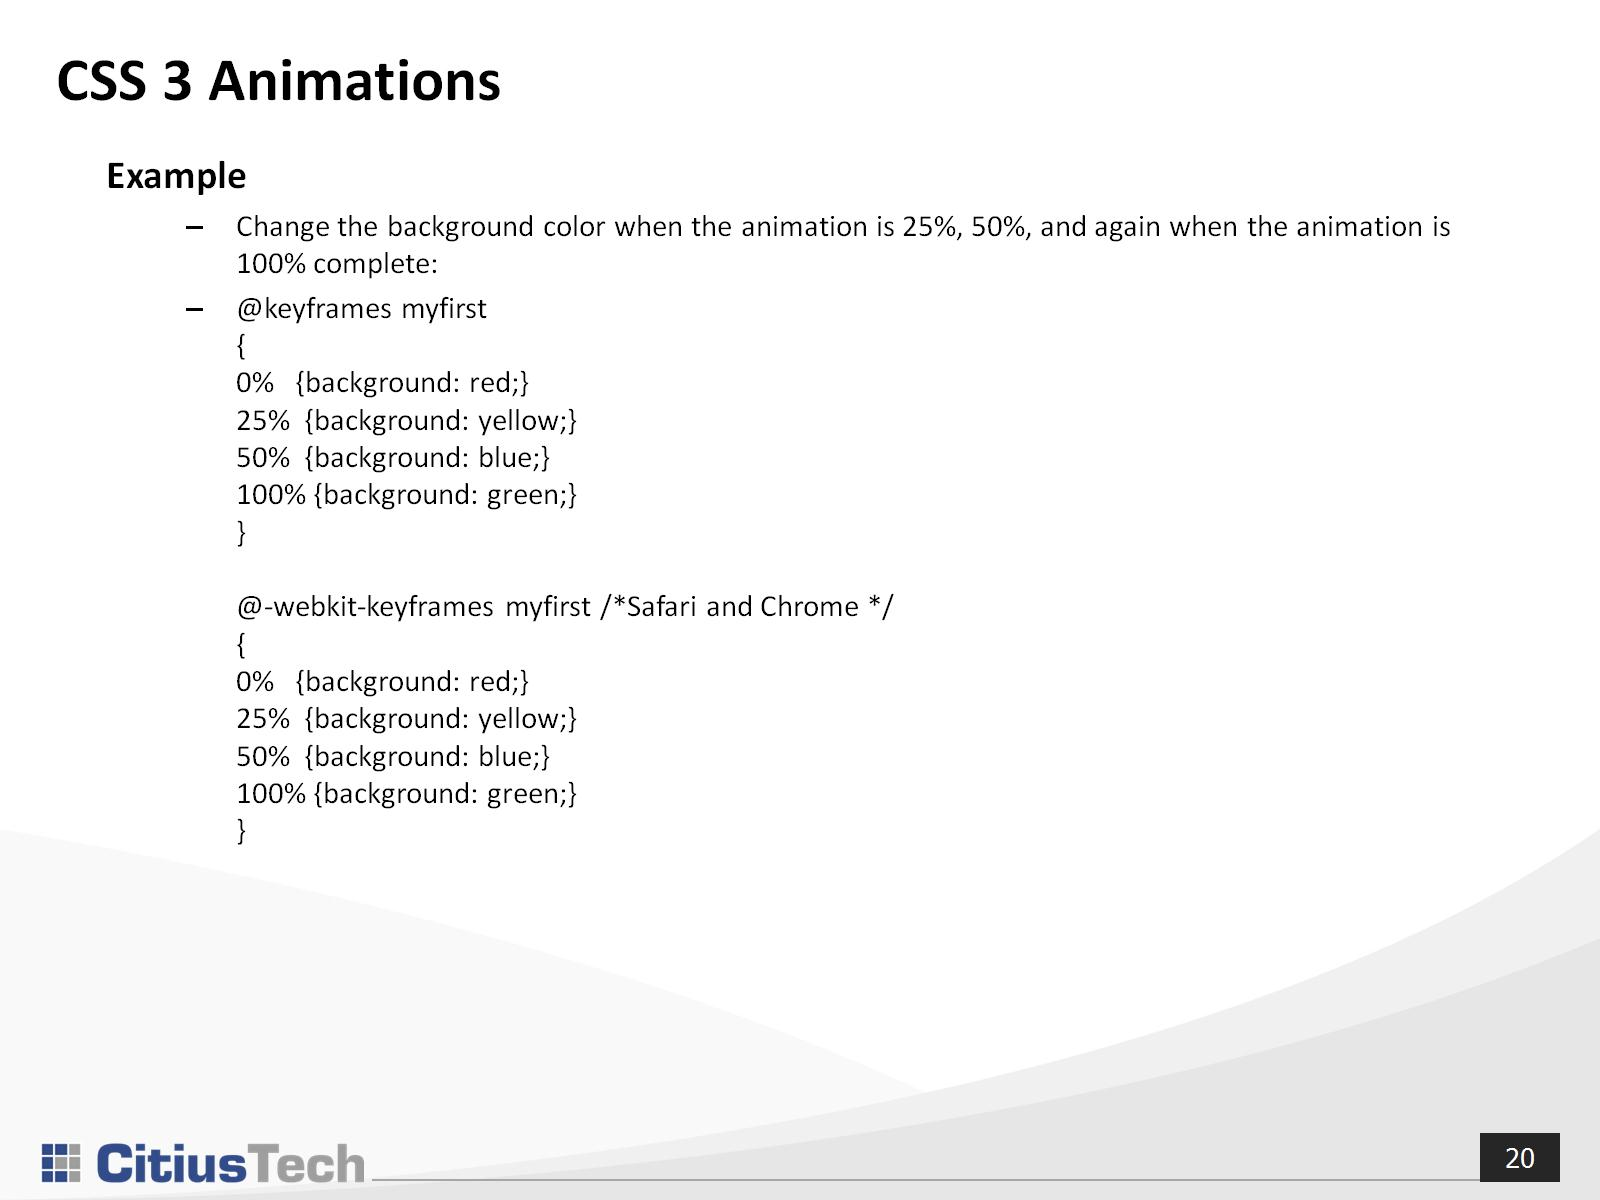 CSS 3 Animations
Example
– Change the background color when the animation is 25%, 50%, and again when the animation is
100% complete:
– @keyframes myfirst
{
0% {background: red;}
25% {background: yellow;}
50% {background: blue;}
100% {background: green;}
}
@-webkit-keyframes myfirst /*Safari and Chrome */
{
0% {background: red;}
25% {background: yellow;}
50% {background: blue;}
100% {background: green;}
}
CitiusTech
20